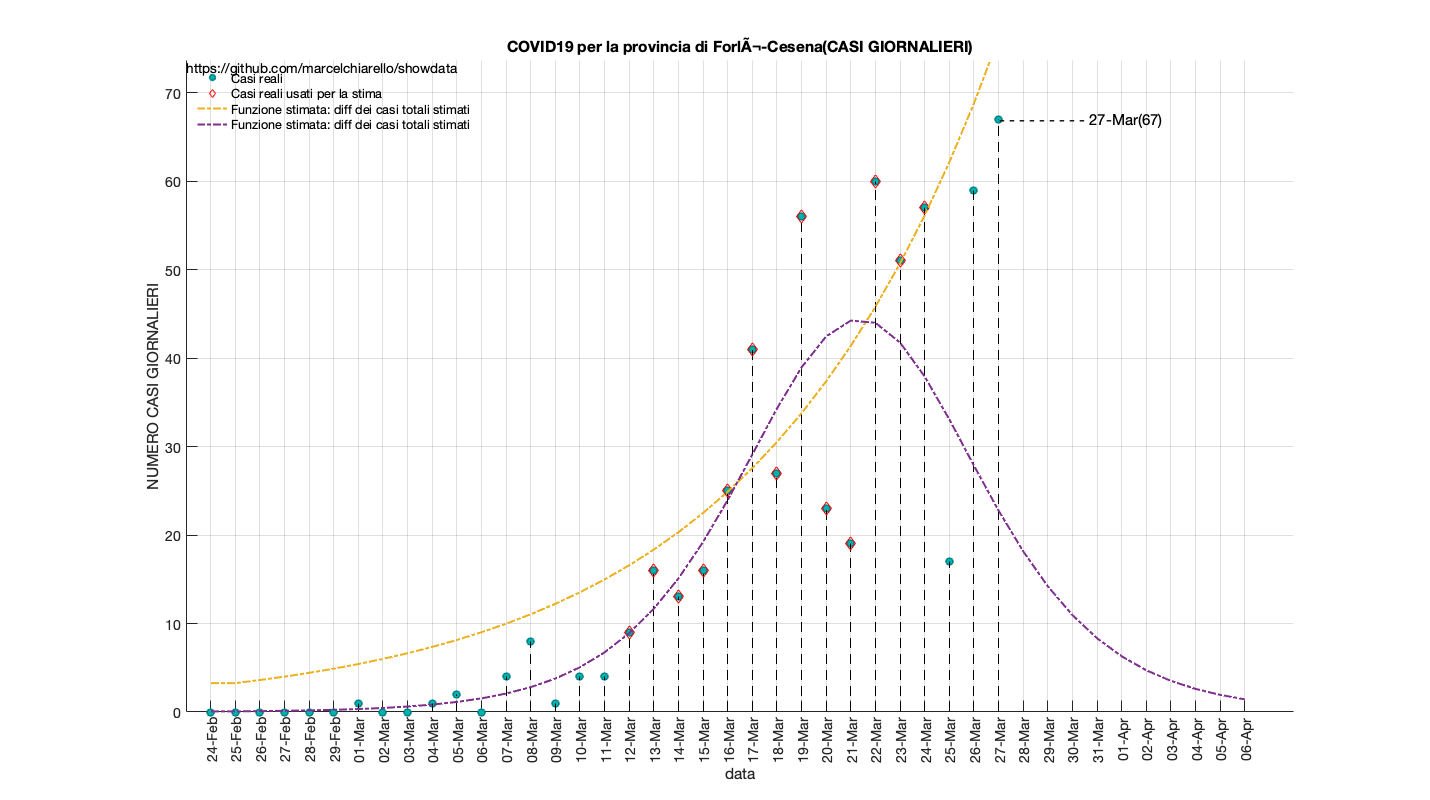 COVID19 per la provincia di ForlÃ¬-Cesena(CASI GIORNALIERI)
https://github.com/marcelchiarello/showdata
Casi reali
Casi reali usati per la stima
Funzione stimata: diff dei casi totali stimati
Funzione stimata: diff dei casi totali stimati
27-Mar(67)
NUMERO CASI GIORNALIERI
70
60
50
40
30
20
10
0
24-Feb
25-Feb
26-Feb
27-Feb
28-Feb
29-Feb
01-Mar
02-Mar
03-Mar
04-Mar
05-Mar
06-Mar
07-Mar
08-Mar
09-Mar
10-Mar
11-Mar
12-Mar
13-Mar
14-Mar
15-Mar
16-Mar
17-Mar
18-Mar
19-Mar
20-Mar
21-Mar
22-Mar
23-Mar
24-Mar
25-Mar
26-Mar
27-Mar
28-Mar
29-Mar
30-Mar
31-Mar
01-Apr
02-Apr
03-Apr
04-Apr
05-Apr
06-Apr
data